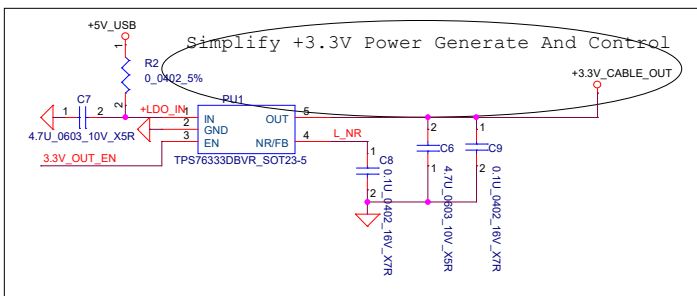 +5V_USB
Simplify +3.3V Power Generate And Control
1
R2
0_0402_5%
+3.3V_CABLE_OUT
2
C7
+LDO_IN
PU1
1 2
1 IN OUT 5
2 GND
3 EN NR/FB 4
L_NR
4.7U_0603_10V_X5R
3.3V_OUT_EN
TPS76333DBVR_SOT23-5
1
C8
2
0.1U_0402_16V_X7R
2
C6
1
4.7U_0603_10V_X5R
1
C9
2
0.1U_0402_16V_X7R